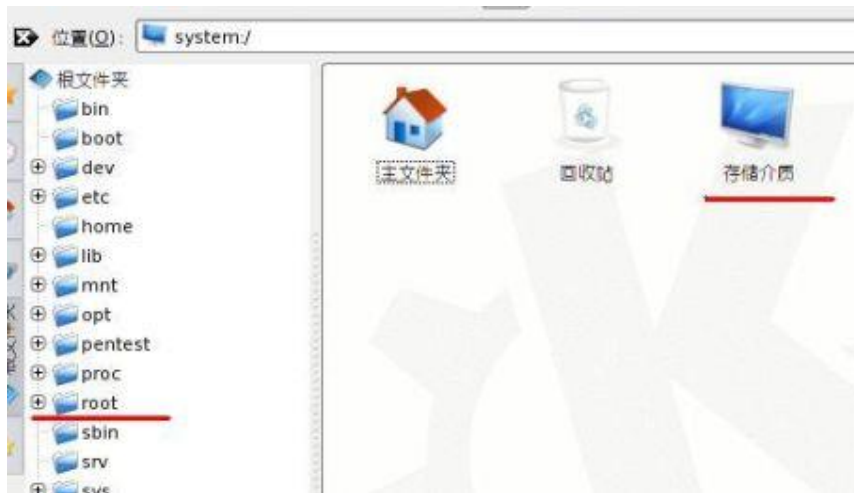 位置(O): system:/
根文件夹
bin
boot
dev
etc
home
lib
mnt
opt
pentest
proc
root
sbin
srv
sys
主文件夹 回收站 存储介质